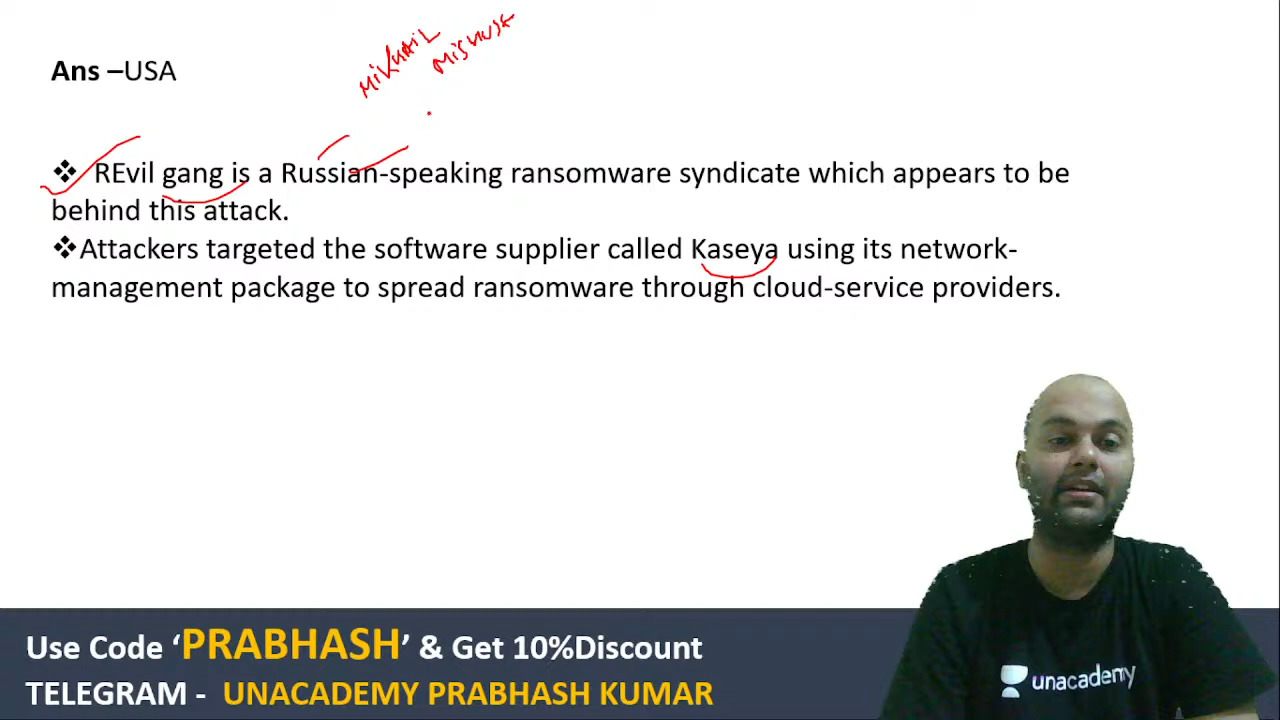 MIKHAIL
MISHUST
Ans –USA
❖ REvil gang is a Russian-speaking ransomware syndicate which appears to be
behind this attack.
❖Attackers targeted the software supplier called Kaseya using its network-
management package to spread ransomware through cloud-service providers.
Use Code ‘PRABHASH’ & Get 10%Discount
TELEGRAM - UNACADEMY PRABHASH KUMAR
unacademy